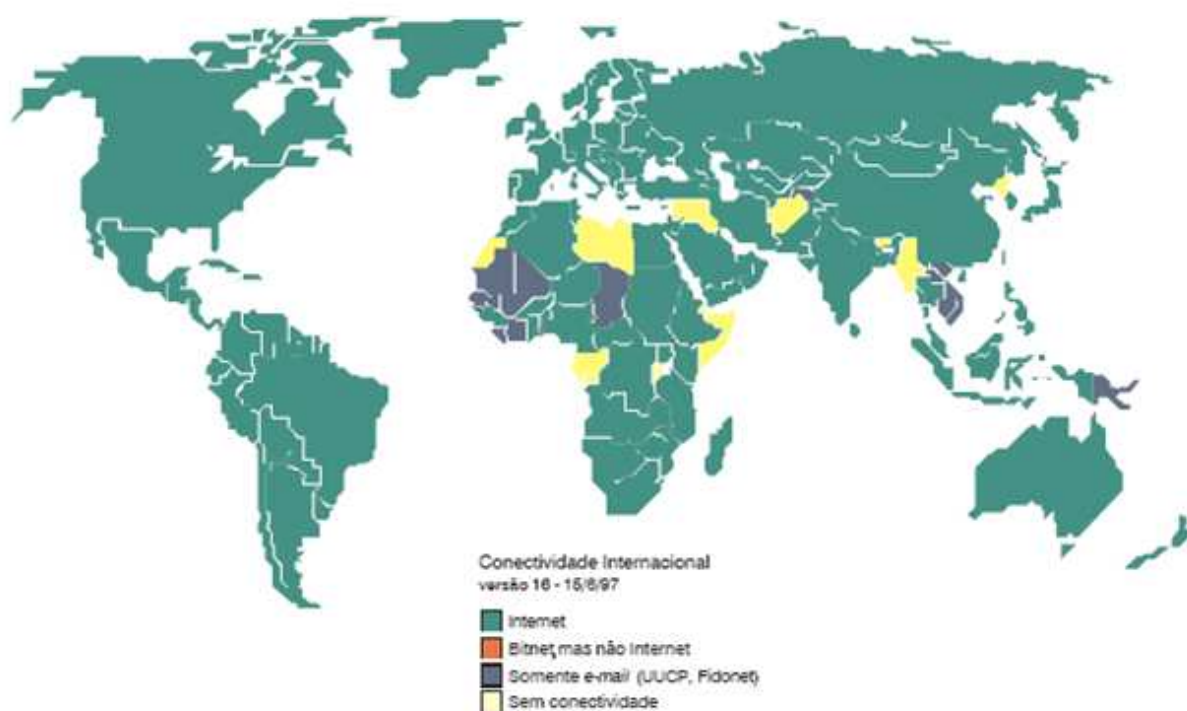 Conectividade Internacional
versão 16 - 15/6/97
Internet
Bitnet, mas não Internet
Somente e-mail (UUCP, Fidonet)
Sem conectividade